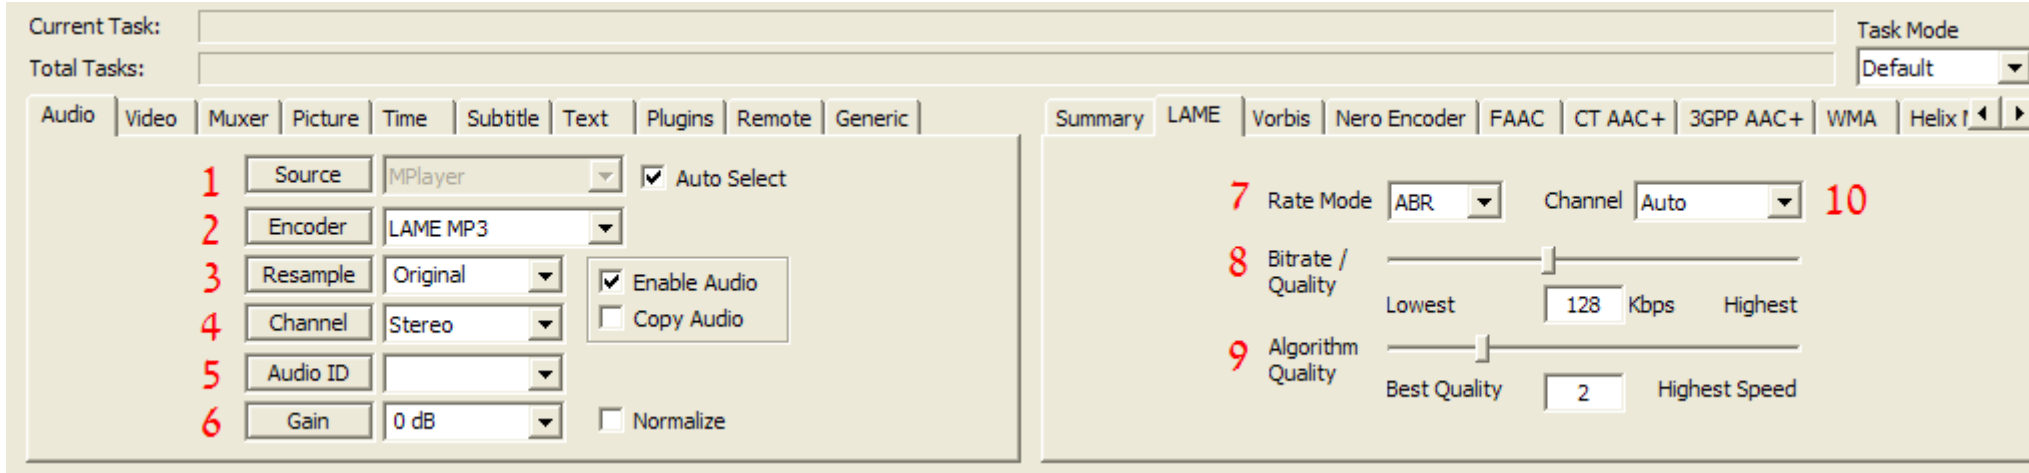 Current Task:
Task Mode
Total Tasks:
Default
Audio Video Muxer Picture Time Subtitle Text Plugins Remote Generic
Summary LAME Vorbis Nero Encoder FAAC CT AAC+ 3GPP AAC+ WMA Helix
1 Source MPlayer Auto Select
2 Encoder LAME MP3
3 Resample Original Enable Audio
4 Channel Stereo Copy Audio
5 Audio ID
6 Gain 0 dB Normalize
7 Rate Mode ABR Channel Auto 10
8 Bitrate /
Quality
Lowest 128 Kbps Highest
9 Algorithm
Quality
Best Quality 2 Highest Speed